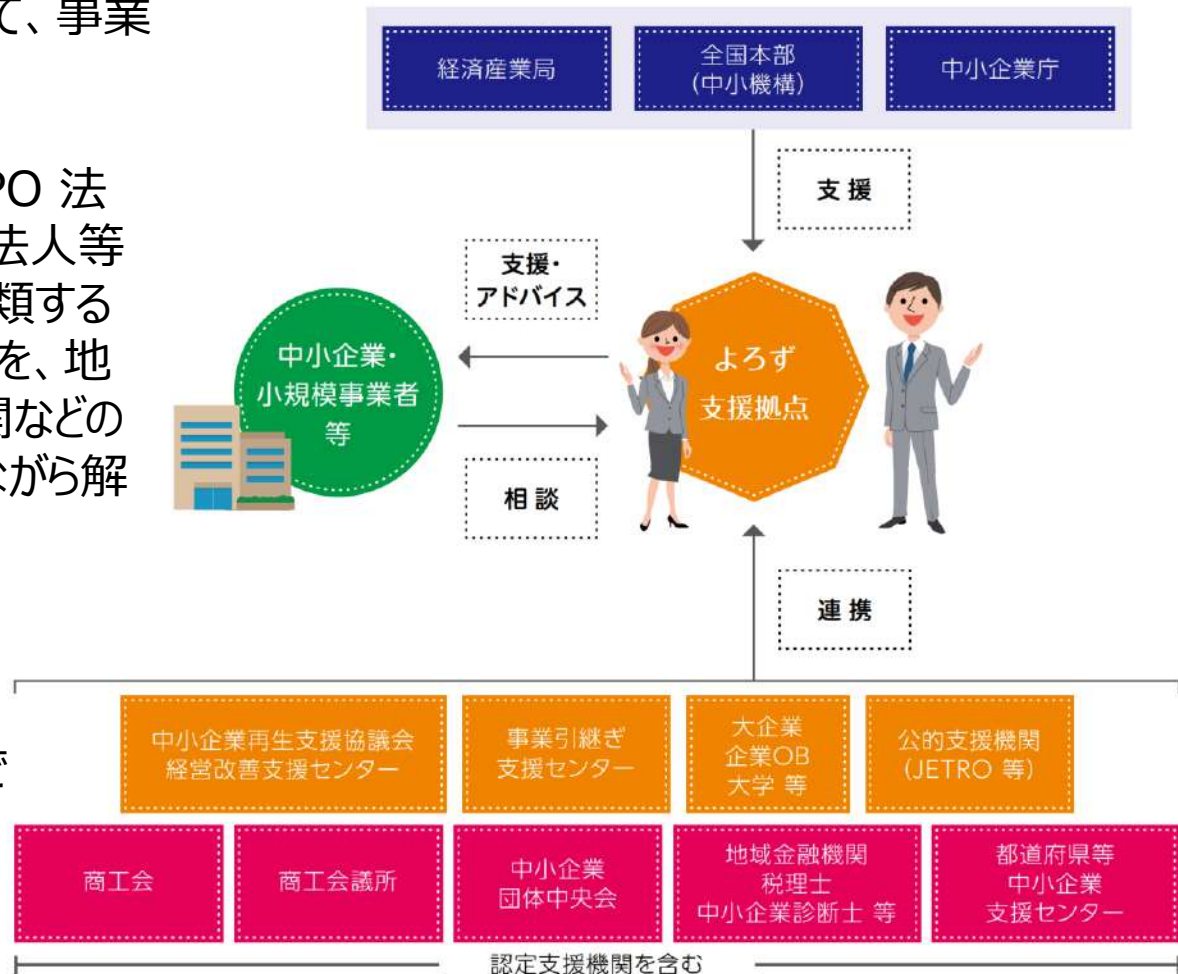 て、事業
経済産業局
全国本部
(中小機構)
中小企業庁
支援
PO 法
法人等
類する
を、地
関などの
ながら解
支援・
アドバイス
中小企業・
小規模事業者
等
よろず
支援拠点
相談
連携
中小企業再生支援協議会
経営改善支援センター
事業引継ぎ
支援センター
大企業
企業OB
大学 等
公的支援機関
(JETRO 等)
商工会
商工会議所
中小企業
団体中央会
地域金融機関
税理士
中小企業診断士 等
都道府県等
中小企業
支援センター
認定支援機関を含む